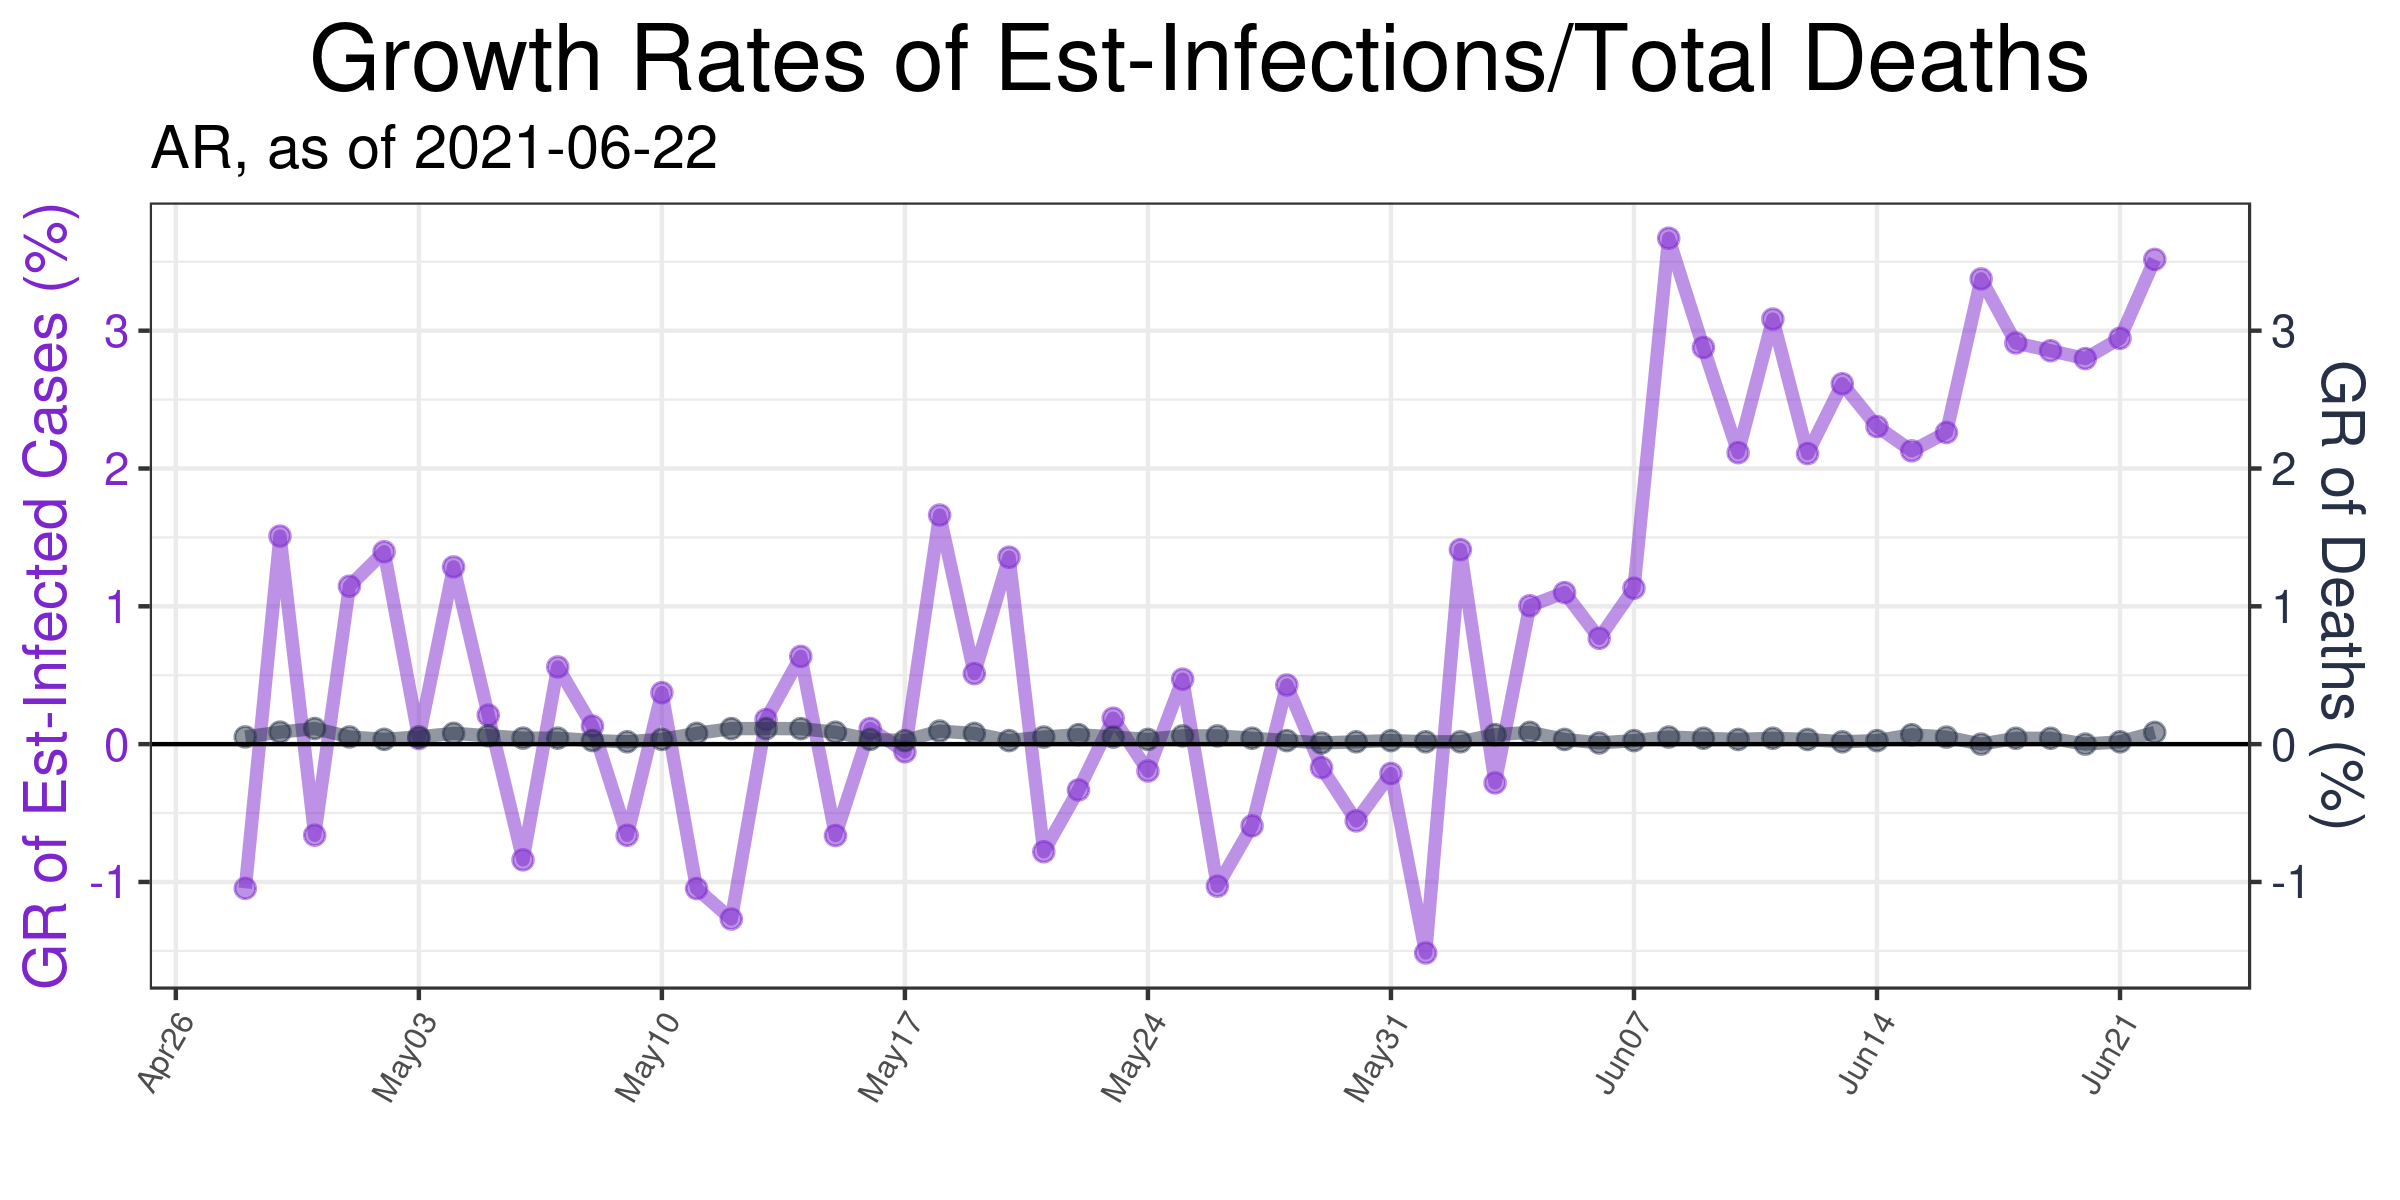 Growth Rates of Est-Infections/Total Deaths
AR, as of 2021-06-22
GR of Est-Infected Cases (%)
3
2
1
0
-1
3
2
1
0
-1
GR of Deaths (%)
Apr26
May03
May10
May17
May24
May31
Jun07
Jun14
Jun21